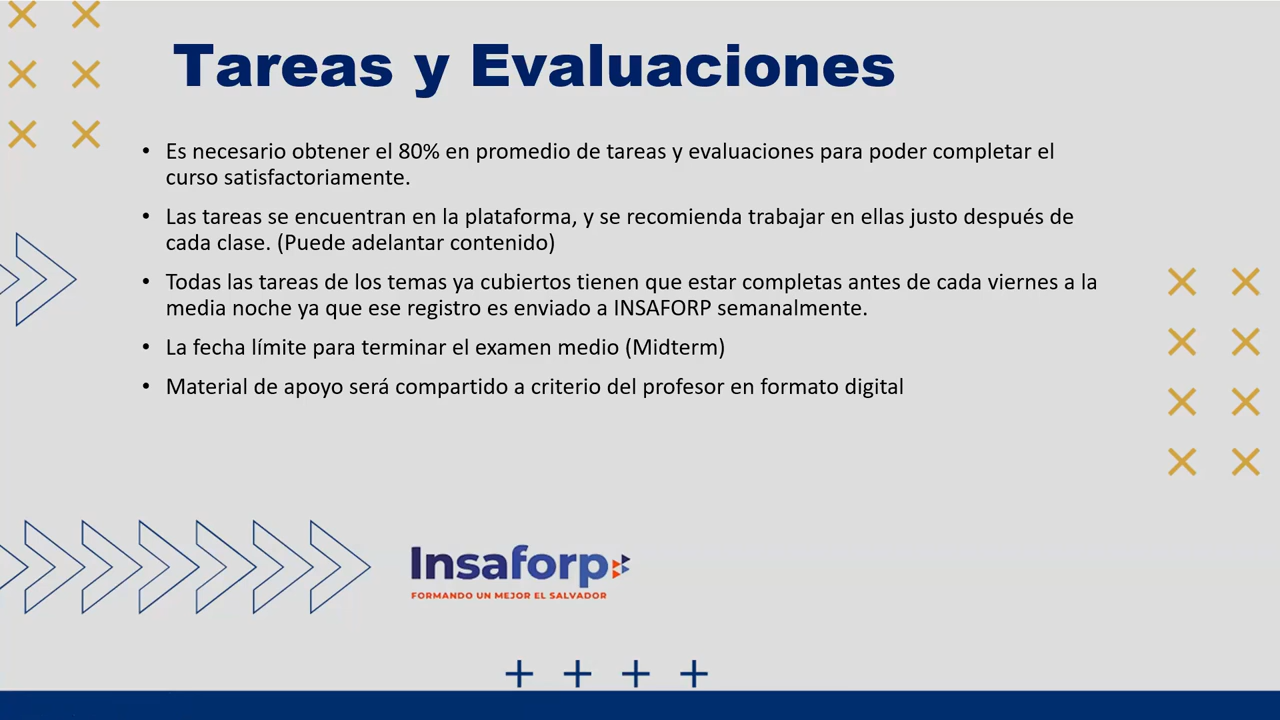 Tareas y Evaluaciones
• Es necesario obtener el 80% en promedio de tareas y evaluaciones para poder completar el
curso satisfactoriamente.
• Las tareas se encuentran en la plataforma, y se recomienda trabajar en ellas justo después de
cada clase. (Puede adelantar contenido)
• Todas las tareas de los temas ya cubiertos tienen que estar completas antes de cada viernes a la
media noche ya que ese registro es enviado a INSAFORP semanalmente.
• La fecha límite para terminar el examen medio (Midterm)
• Material de apoyo será compartido a criterio del profesor en formato digital
Insaforp
FORMANDO UN MEJOR EL SALVADOR